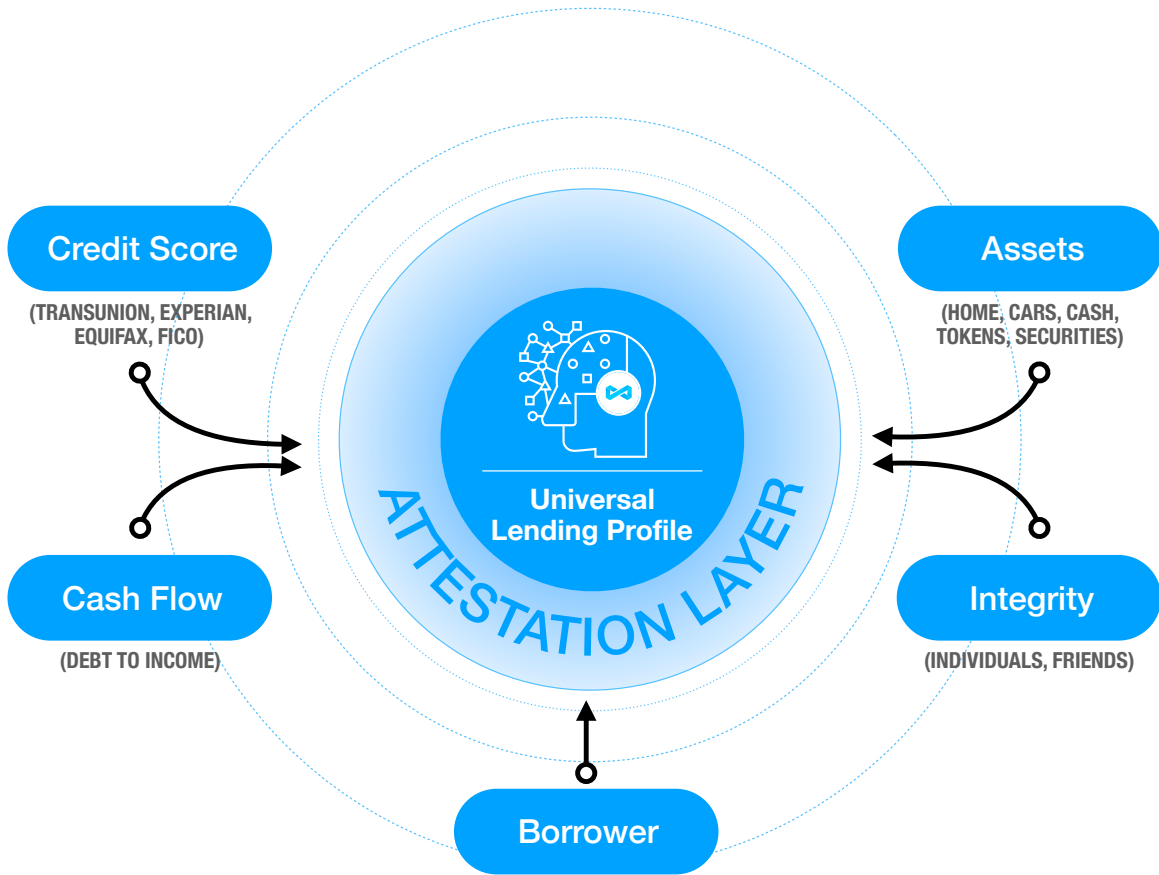 Credit Score
(TRANSUNION, EXPERIAN,
EQUIFAX, FICO)
Assets
(HOME, CARS, CASH,
TOKENS, SECURITIES)
Universal
Lending Profile
ATTESTATION LAYER
Cash Flow
(DEBT TO INCOME)
Integrity
(INDIVIDUALS, FRIENDS)
Borrower